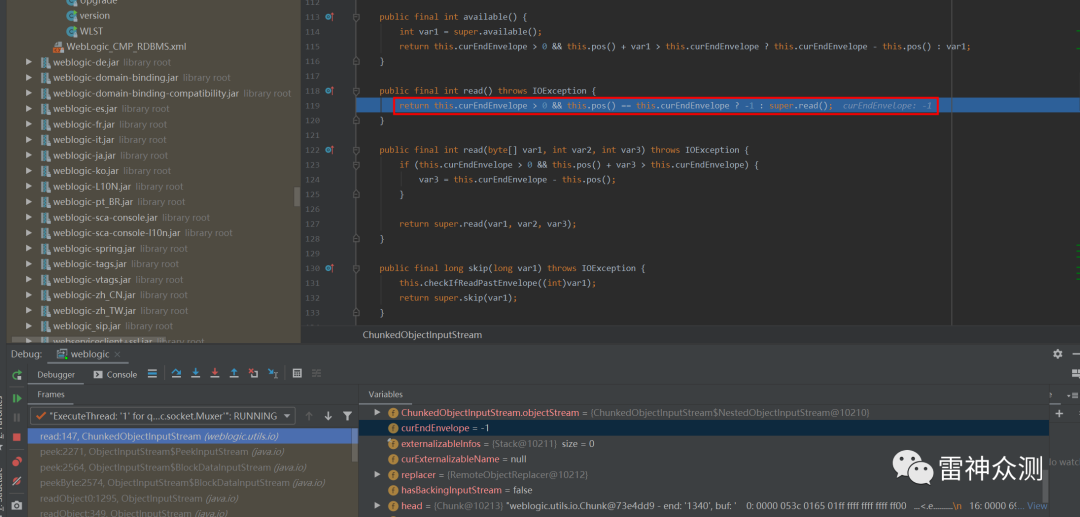 Upgrade
version
WLST
WebLogic_CMP_RDBMS.xml
weblogic-de.jar library root
weblogic-domain-binding.jar library root
weblogic-domain-binding-compatibility.jar library root
weblogic-es.jar library root
weblogic-fr.jar library root
weblogic-it.jar library root
weblogic-ja.jar library root
weblogic-ko.jar library root
weblogic-L10N.jar library root
weblogic-pt_BR.jar library root
weblogic-sca-console.jar library root
weblogic-sca-console-l10n.jar library root
weblogic-spring.jar library root
weblogic-tags.jar library root
weblogic-vtags.jar library root
weblogic-zh_CN.jar library root
weblogic-zh_TW.jar library root
weblogic_sip.jar library root
webserviceclient+ssl.jar library root
112
113 public final int available() {
114 int var1 = super.available();
115 return this.curEndEnvelope > 0 && this.pos() + var1 > this.curEndEnvelope ? this.curEndEnvelope - this.pos() : var1;
116 }
117
118 public final int read() throws IOException {
119 return this.curEndEnvelope > 0 && this.pos() == this.curEndEnvelope ? -1 : super.read(); curEndEnvelope: -1
120 }
121
122 public final int read(byte[] var1, int var2, int var3) throws IOException {
123 if (this.curEndEnvelope > 0 && this.pos() + var3 > this.curEndEnvelope) {
124 var3 = this.curEndEnvelope - this.pos();
125 }
126
127 return super.read(var1, var2, var3);
128 }
129
130 public final long skip(long var1) throws IOException {
131 this.checkIfReadPastEnvelope((int)var1);
132 return super.skip(var1);
133 }
ChunkedObjectInputStream
Debug: weblogic
Debugger Console
Frames
"ExecuteThread: '1' for q...c.socket.Muxer'": RUNNING
read:147, ChunkedObjectInputStream (weblogic.utils.io)
peek:2271, ObjectInputStream$PeekInputStream (java.io)
peek:2564, ObjectInputStream$BlockDataInputStream (java.io)
peekByte:2574, ObjectInputStream$BlockDataInputStream (java.io)
readObject0:1295, ObjectInputStream (java.io)
readObject:349, ObjectInputStream (java.io)
Variables
ChunkedObjectInputStream.objectStream = {ChunkedObjectInputStream$NestedObjectInputStream@10210}
curEndEnvelope = -1
externalizableInfos = {Stack@10211} size = 0
curExternalizableName = null
replacer = {RemoteObjectReplacer@10212}
hasBackingInputStream = false
head = {Chunk@10213} "weblogic.utils.io.Chunk@73e4dd9 - end: '1340', buf: ' 0: 0000 053c 0165 01ff ffff ffff ffff ff00 ...<.e..........\n 16: 0000 6!... View
雷神众测